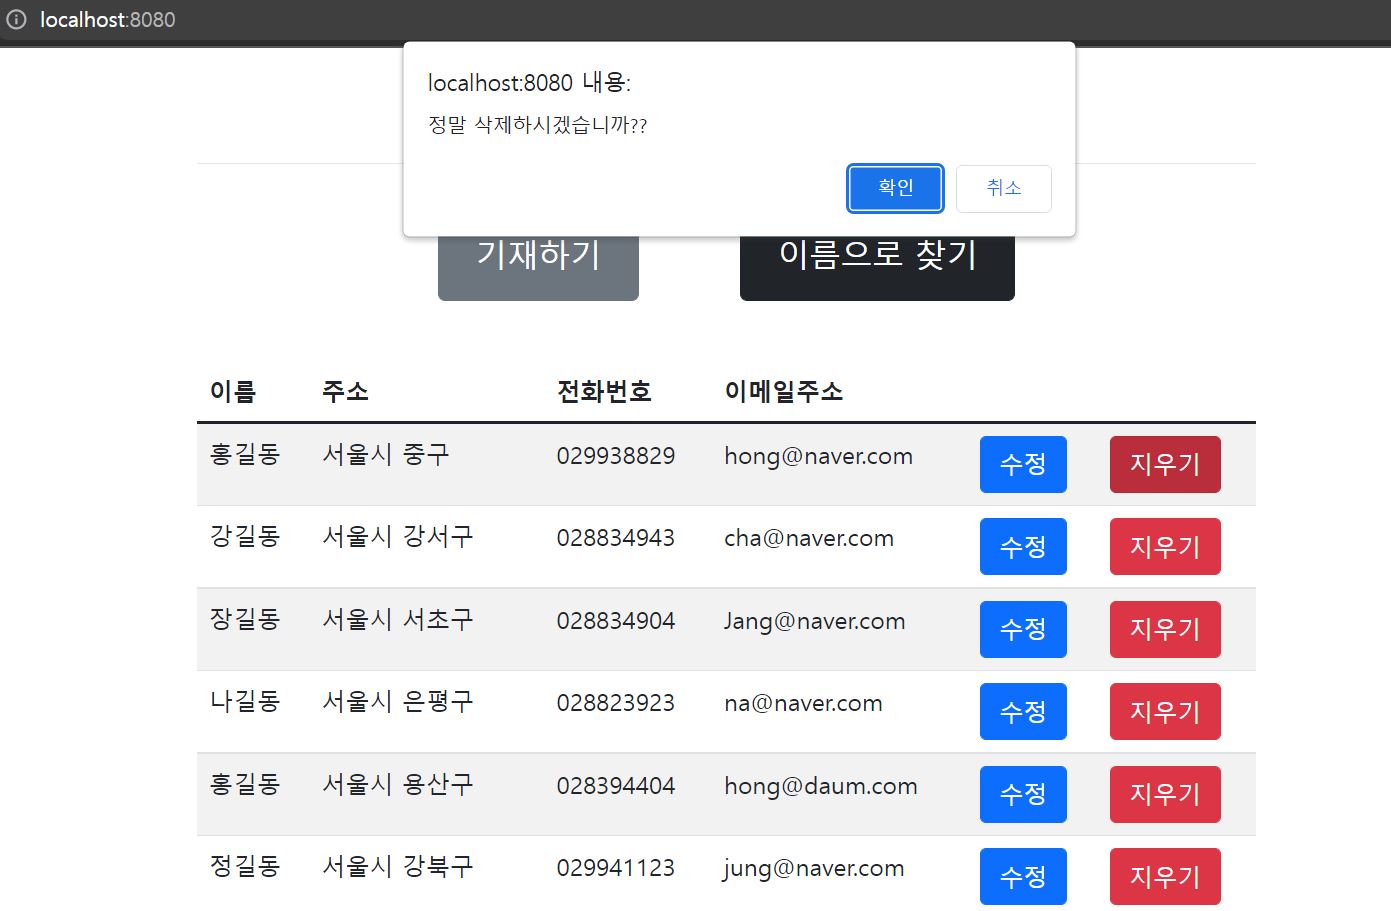 localhost:8080
localhost:8080 내용:
정말 삭제하시겠습니까??
확인 취소
기재하기 이름으로 찾기
이름 주소 전화번호 이메일주소
홍길동 서울시 중구 029938829 hong@naver.com 수정 지우기
강길동 서울시 강서구 028834943 cha@naver.com 수정 지우기
장길동 서울시 서초구 028834904 Jang@naver.com 수정 지우기
나길동 서울시 은평구 028823923 na@naver.com 수정 지우기
홍길동 서울시 용산구 028394404 hong@daum.com 수정 지우기
정길동 서울시 강북구 029941123 jung@naver.com 수정 지우기